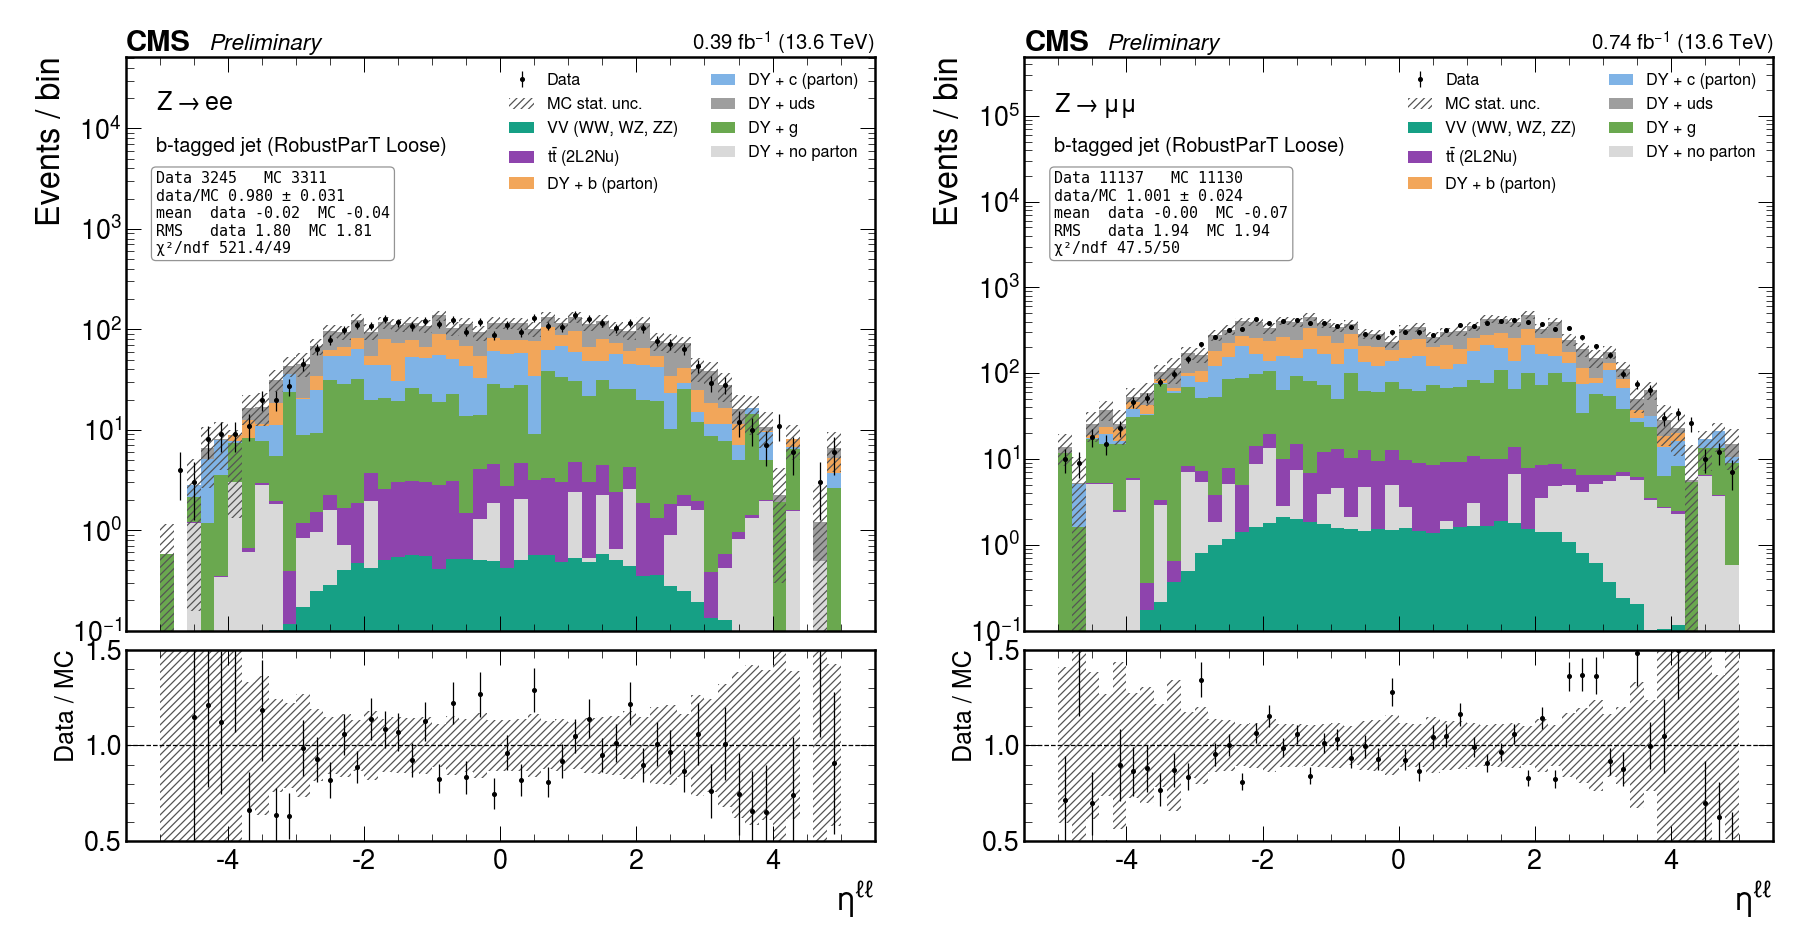 CMS Preliminary 0.39 fb⁻¹ (13.6 TeV)
Events / bin
Z → ee
b-tagged jet (RobustParT Loose)
Data 3245 MC 3311
data/MC 0.980 ± 0.031
mean data -0.02 MC -0.04
RMS data 1.80 MC 1.81
χ²/ndf 521.4/49
Data
MC stat. unc.
VV (WW, WZ, ZZ)
tt̄ (2L2Nu)
DY + b (parton)
DY + c (parton)
DY + uds
DY + g
DY + no parton
10⁴
10³
10²
10¹
10⁰
10⁻¹
Data / MC
1.5
1.0
0.5
-4 -2 0 2 4
η^ℓℓ
CMS Preliminary 0.74 fb⁻¹ (13.6 TeV)
Events / bin
Z → μμ
b-tagged jet (RobustParT Loose)
Data 11137 MC 11130
data/MC 1.001 ± 0.024
mean data -0.00 MC -0.07
RMS data 1.94 MC 1.94
χ²/ndf 47.5/50
Data
MC stat. unc.
VV (WW, WZ, ZZ)
tt̄ (2L2Nu)
DY + b (parton)
DY + c (parton)
DY + uds
DY + g
DY + no parton
10⁵
10⁴
10³
10²
10¹
10⁰
10⁻¹
Data / MC
1.5
1.0
0.5
-4 -2 0 2 4
η^ℓℓ